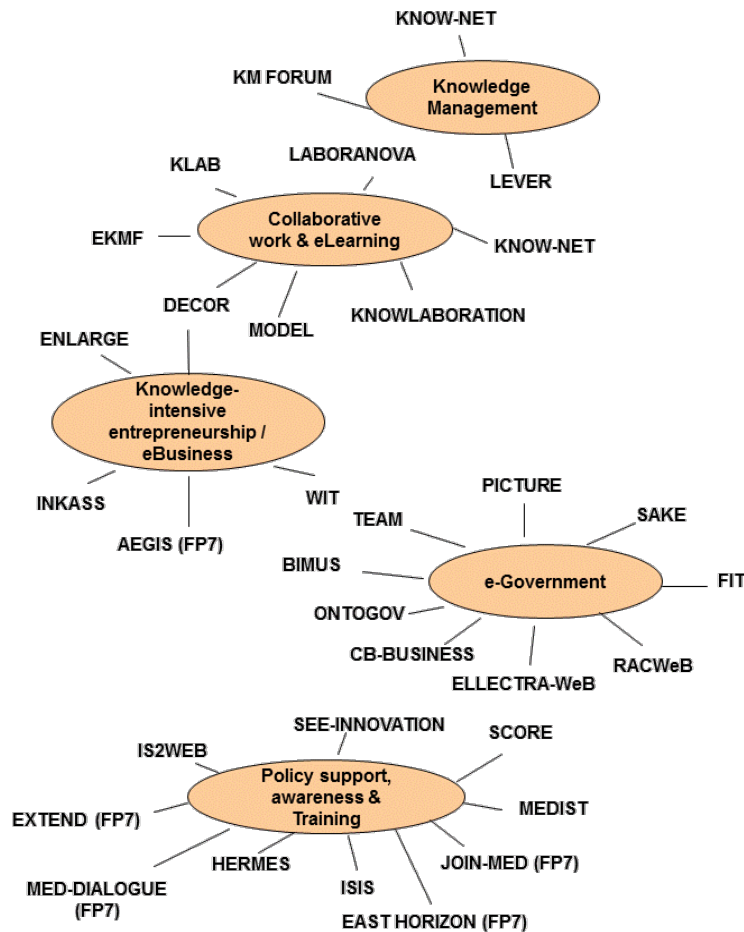 KNOW-NET
KM FORUM
Knowledge
Management
LEVER
LABORANOVA
KLAB
Collaborative
work & eLearning
EKMF
KNOW-NET
DECOR
MODEL
KNOWLABORATION
ENLARGE
Knowledge-
intensive
entrepreneurship /
eBusiness
INKASS
WIT
AEGIS (FP7)
PICTURE
TEAM
SAKE
BIMUS
e-Government
FIT
ONTOGOV
CB-BUSINESS
RACWeB
ELLECTRA-WeB
SEE-INNOVATION
SCORE
IS2WEB
Policy support,
awareness &
Training
EXTEND (FP7)
MEDIST
HERMES
JOIN-MED (FP7)
MED-DIALOGUE
(FP7)
ISIS
EAST HORIZON (FP7)